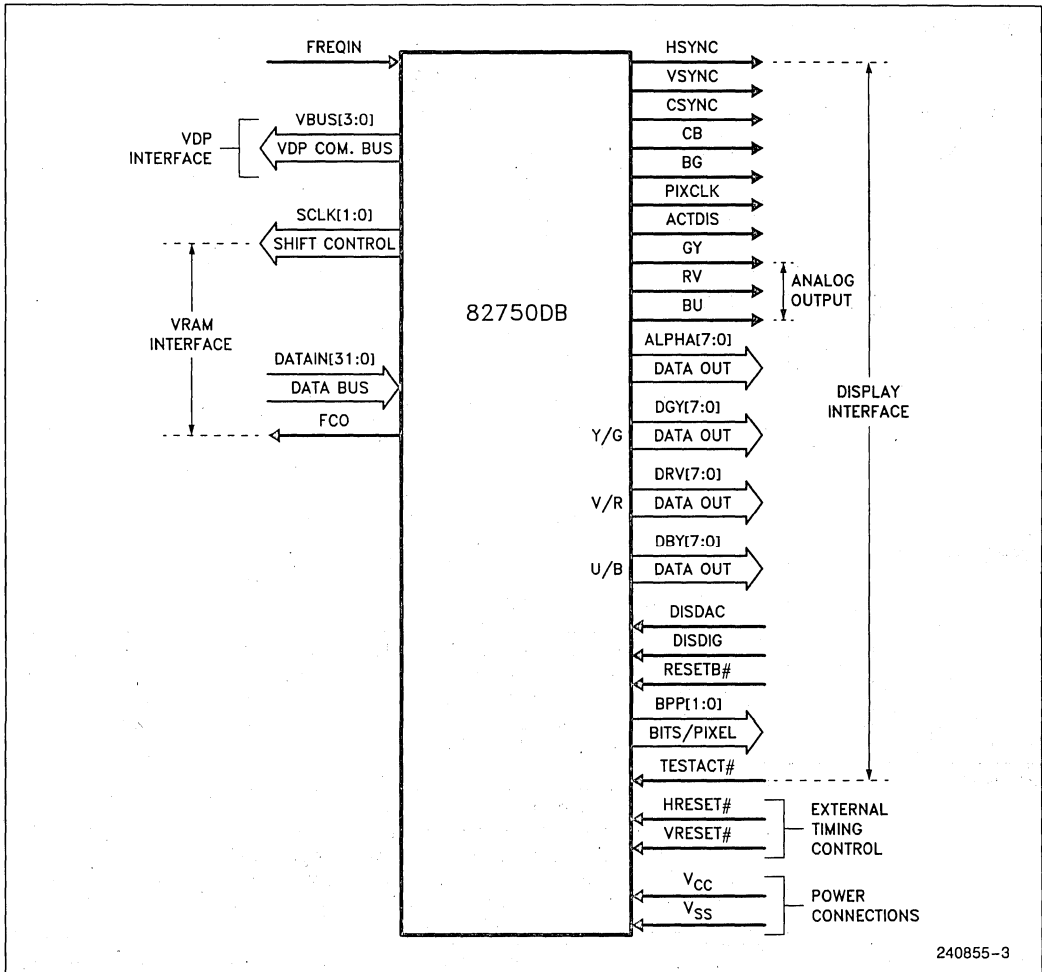 FREQIN
VBUS[3:0]
VDP COM. BUS
VDP
INTERFACE
SCLK[1:0]
SHIFT CONTROL
VRAM
INTERFACE
DATAIN[31:0]
DATA BUS
FCO
82750DB
HSYNC
VSYNC
CSYNC
CB
BG
PIXCLK
ACTDIS
GY
RV
BU
ANALOG
OUTPUT
ALPHA[7:0]
DATA OUT
DGY[7:0]
Y/G
DATA OUT
DRV[7:0]
V/R
DATA OUT
DBY[7:0]
U/B
DATA OUT
DISPLAY
INTERFACE
DISDAC
DISDIG
RESETB#
BPP[1:0]
BITS/PIXEL
TESTACT#
HRESET#
VRESET#
EXTERNAL
TIMING
CONTROL
VCC
VSS
POWER
CONNECTIONS
240855-3